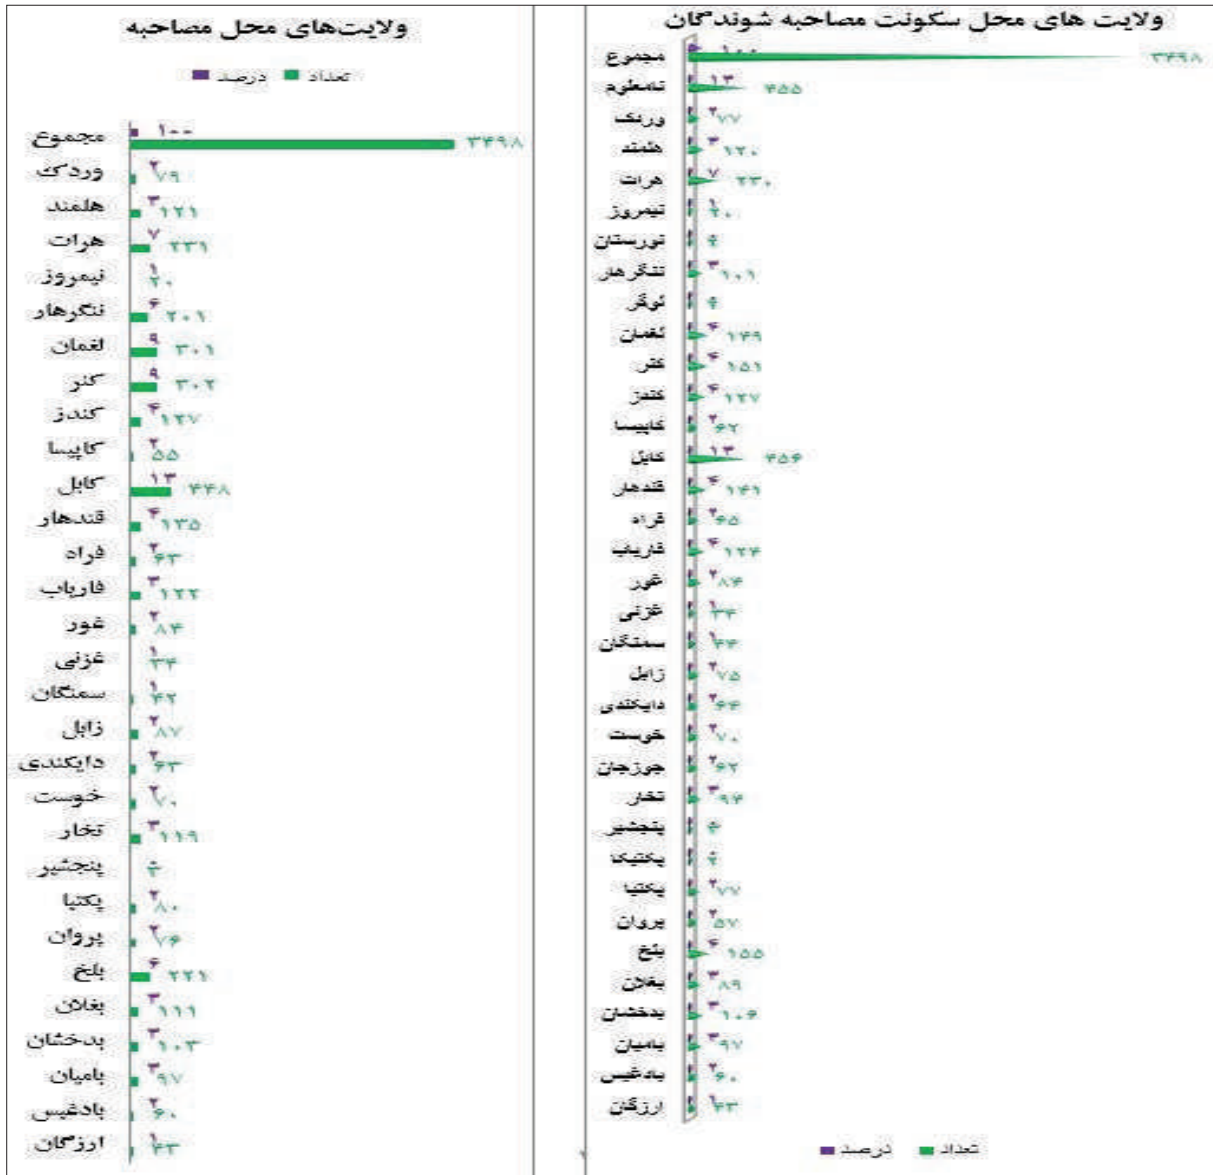 ولایت های محل سکونت مصاحبه شوندگان
مجموع ۱۰۰ ۳۴۹۸
نامعلوم ۱۳ ۴۵۵
وردک ۲ ۷۷
هلمند ۳ ۱۲۰
هرات ۷ ۲۳۰
نیمروز ۱ ۲۰
نورستان
ننگرهار ۳ ۱۰۱
لوگر
لغمان ۴ ۱۴۹
کنر ۴ ۱۵۱
کندز ۴ ۱۲۷
کاپیسا ۲ ۶۲
کابل ۱۳ ۴۵۶
قندهار ۴ ۱۴۱
فراه ۲ ۶۵
فاریاب ۴ ۱۲۴
غور ۲ ۸۴
غزنی ۱ ۳۴
سمنگان ۱ ۴۴
زابل ۲ ۷۵
دایکندی ۲ ۶۴
خوست ۲ ۷۰
جوزجان ۲ ۶۲
تخار ۳ ۹۴
پنجشیر
پکتیکا
پکتیا ۲ ۷۷
پروان ۲ ۵۷
بلخ ۴ ۱۵۵
بغلان ۳ ۸۹
بدخشان ۳ ۱۰۶
بامیان ۳ ۹۷
بادغیس ۲ ۶۰
ارزگان ۱ ۴۳
تعداد درصد
ولایت‌های محل مصاحبه
تعداد درصد
مجموع ۱۰۰ ۳۴۹۸
وردک ۲ ۷۹
هلمند ۳ ۱۲۱
هرات ۷ ۲۳۱
نیمروز ۱ ۲۰
ننگرهار ۶ ۲۰۱
لغمان ۹ ۳۰۱
کنر ۹ ۳۰۲
کندز ۴ ۱۲۷
کاپیسا ۲ ۵۵
کابل ۱۳ ۴۴۸
قندهار ۴ ۱۳۵
فراه ۲ ۶۳
فاریاب ۳ ۱۲۲
غور ۲ ۸۴
غزنی ۱ ۳۴
سمنگان ۱ ۴۲
زابل ۲ ۸۷
دایکندی ۲ ۶۳
خوست ۲ ۷۰
تخار ۳ ۱۱۹
پنجشیر ۰ ۳
پکتیا ۲ ۸۰
پروان ۲ ۷۶
بلخ ۶ ۲۲۱
بغلان ۳ ۱۱۱
بدخشان ۳ ۱۰۳
بامیان ۳ ۹۷
بادغیس ۲ ۶۰
ارزگان ۱ ۴۳